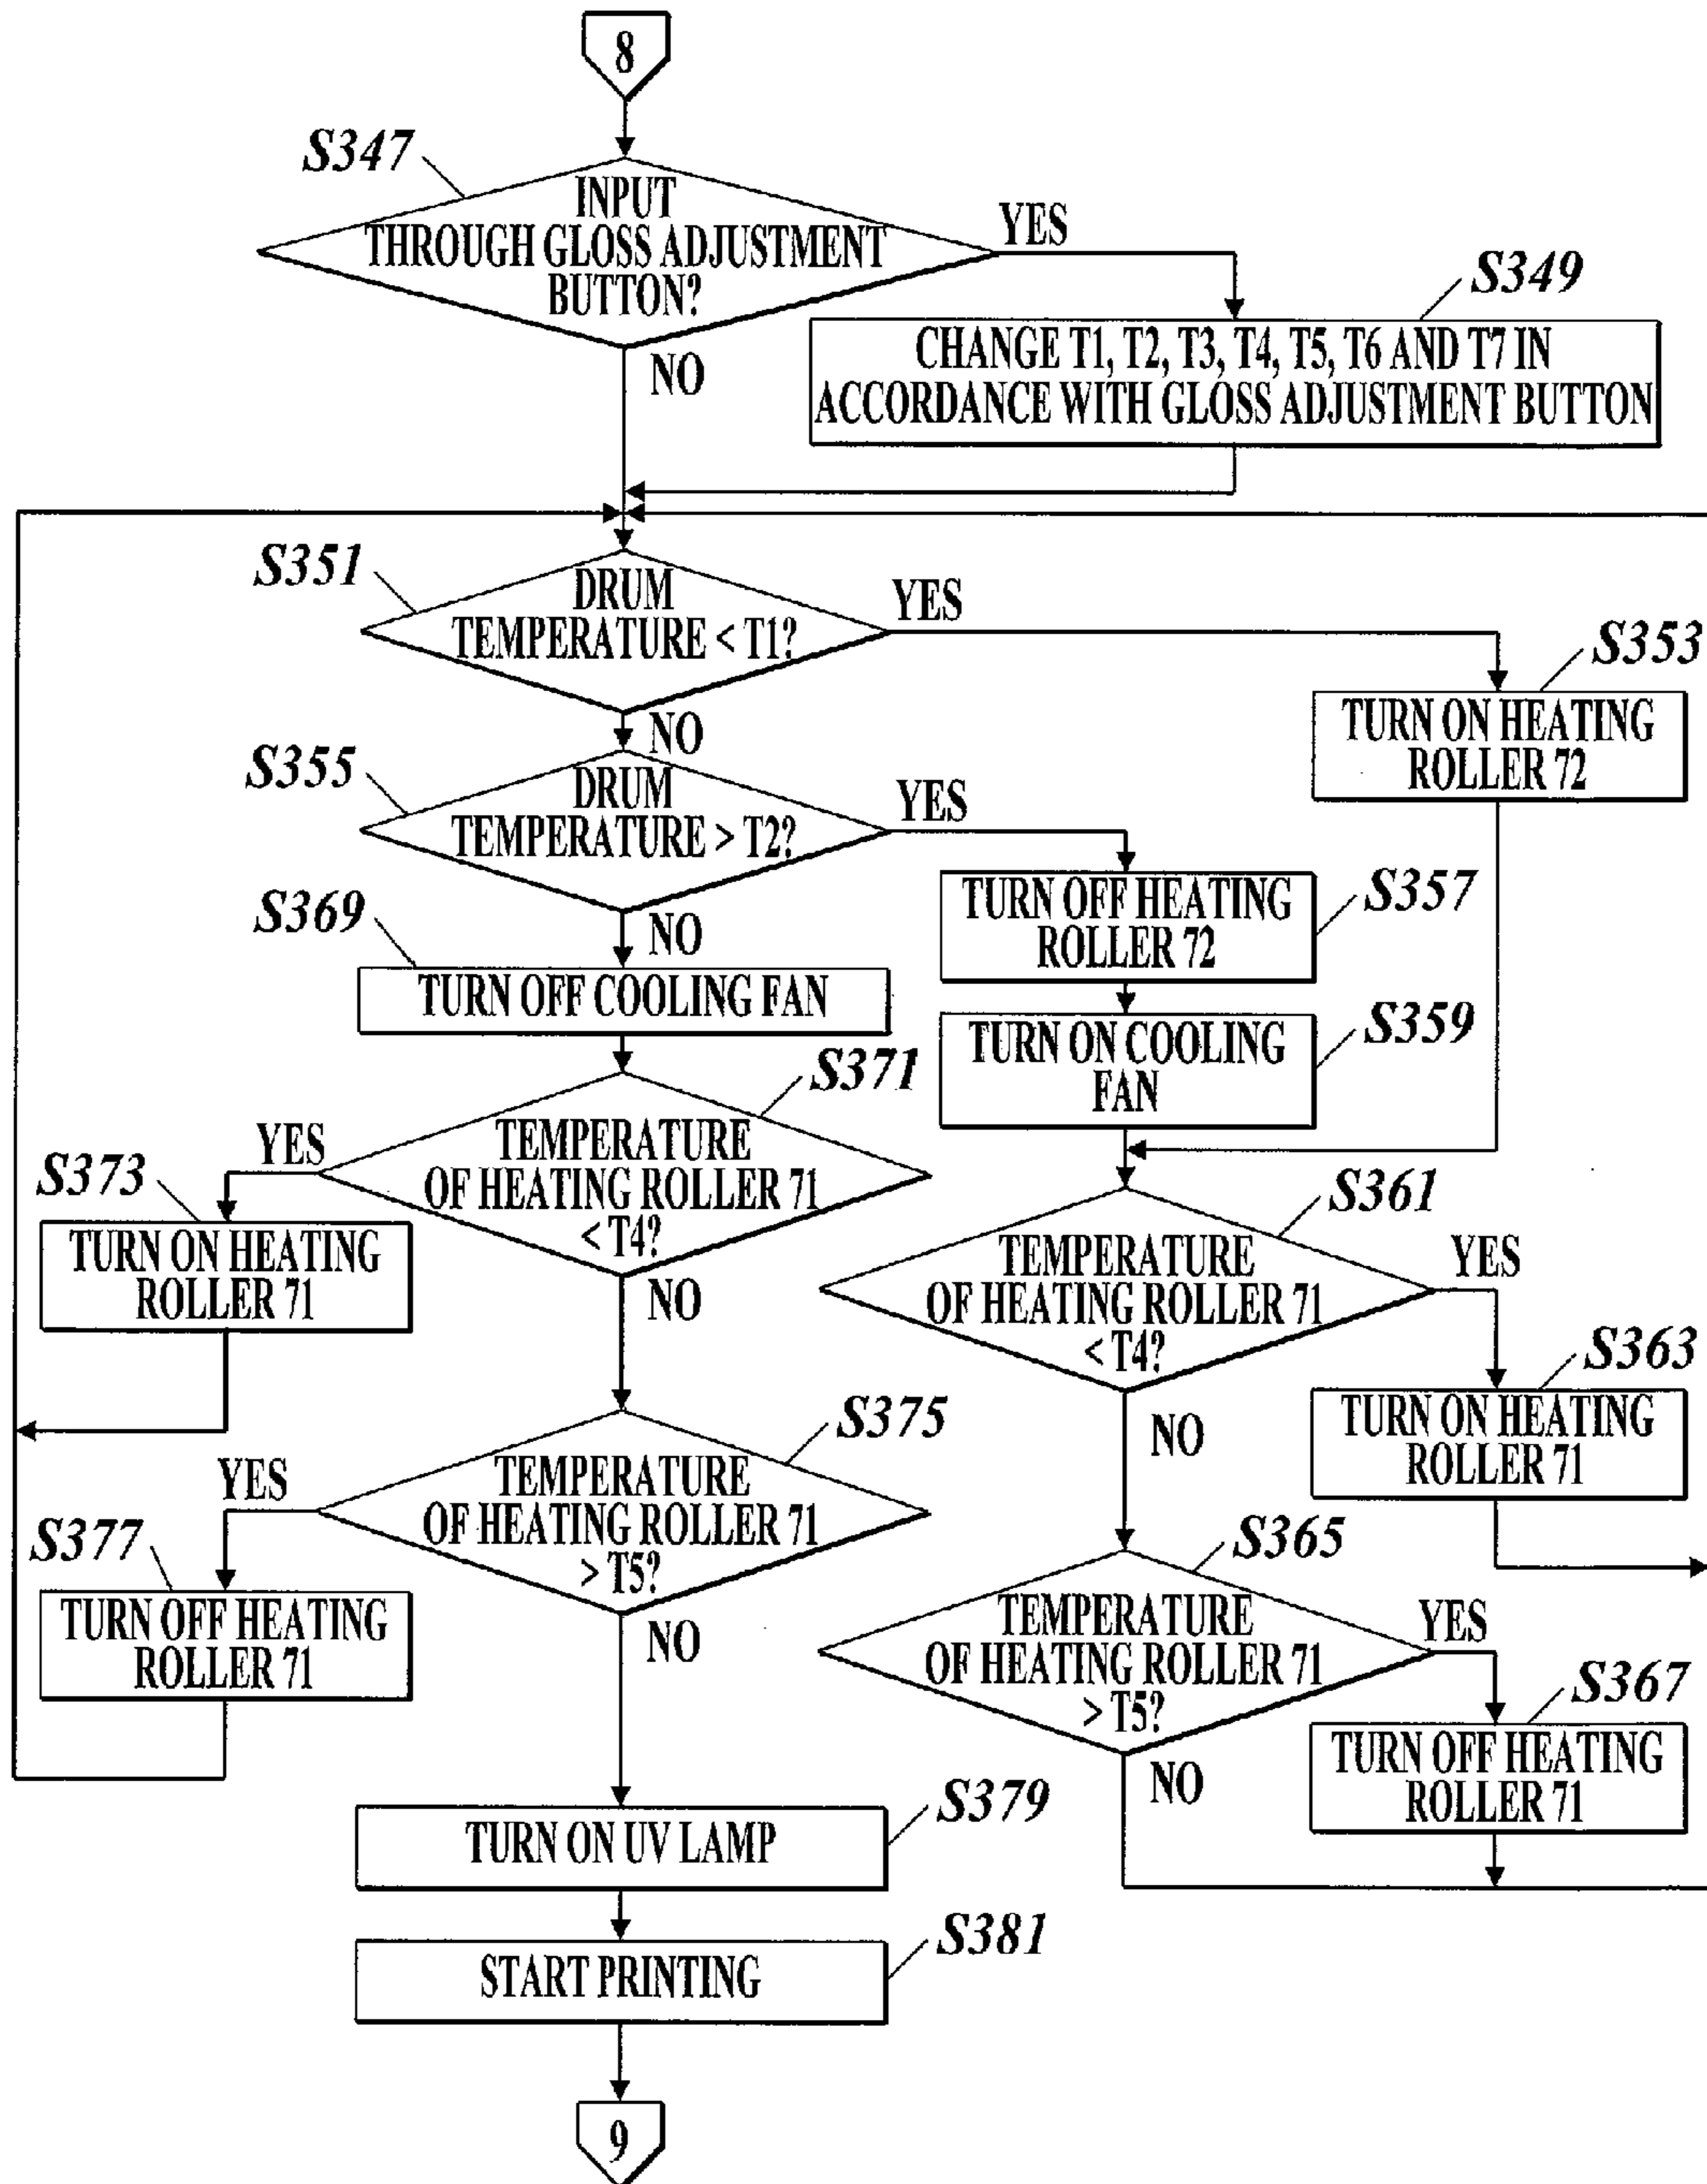 8
S347
INPUT
THROUGH GLOSS ADJUSTMENT
BUTTON?
YES
NO
S349
CHANGE T1, T2, T3, T4, T5, T6 AND T7 IN
ACCORDANCE WITH GLOSS ADJUSTMENT BUTTON
S351
DRUM
TEMPERATURE < T1?
YES
NO
S353
TURN ON HEATING
ROLLER 72
S355
DRUM
TEMPERATURE > T2?
YES
NO
S357
TURN OFF HEATING
ROLLER 72
S359
TURN ON COOLING
FAN
S369
TURN OFF COOLING FAN
S371
TEMPERATURE
OF HEATING ROLLER 71
< T4?
YES
NO
S373
TURN ON HEATING
ROLLER 71
S361
TEMPERATURE
OF HEATING ROLLER 71
< T4?
YES
NO
S363
TURN ON HEATING
ROLLER 71
S375
TEMPERATURE
OF HEATING ROLLER 71
> T5?
YES
NO
S377
TURN OFF HEATING
ROLLER 71
S365
TEMPERATURE
OF HEATING ROLLER 71
> T5?
YES
NO
S367
TURN OFF HEATING
ROLLER 71
S379
TURN ON UV LAMP
S381
START PRINTING
9